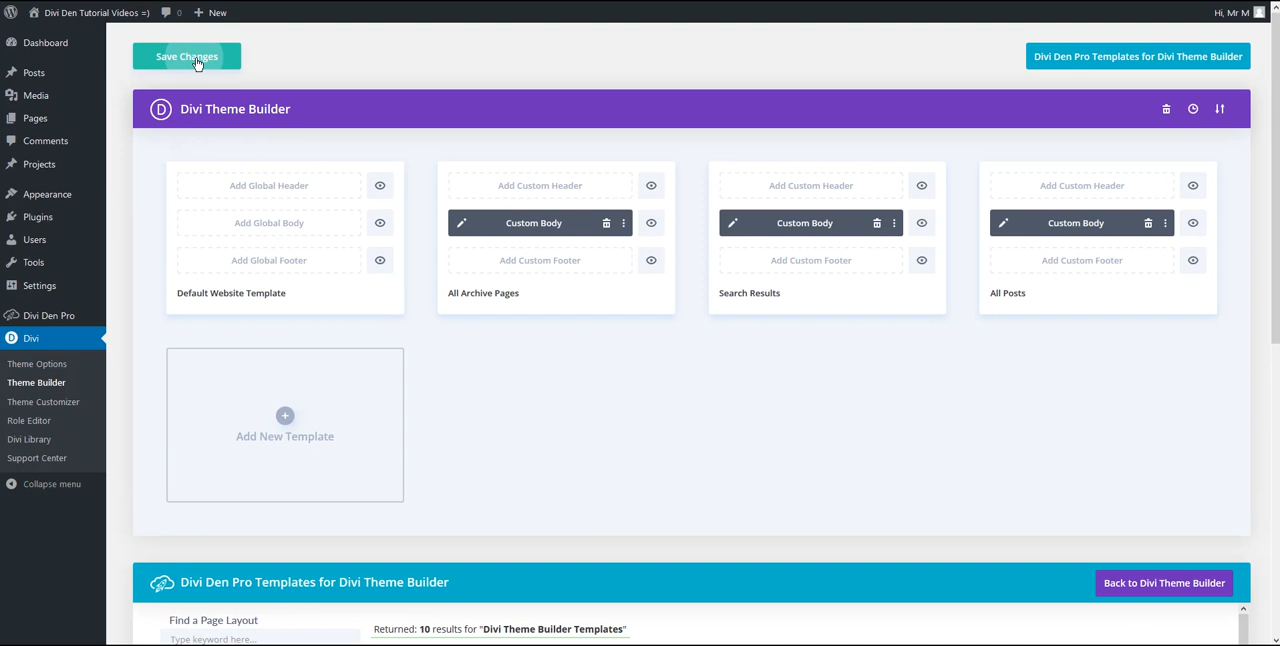 Divi Den Tutorial Videos =) 0 New Hi, Mr M
Dashboard
Posts
Media
Pages
Comments
Projects
Appearance
Plugins
Users
Tools
Settings
Divi Den Pro
Divi
Theme Options
Theme Builder
Theme Customizer
Role Editor
Divi Library
Support Center
Collapse menu
Save Changes
Divi Den Pro Templates for Divi Theme Builder
D Divi Theme Builder
Add Global Header
Add Global Body
Add Global Footer
Default Website Template
Add Custom Header
Custom Body
Add Custom Footer
All Archive Pages
Add Custom Header
Custom Body
Add Custom Footer
Search Results
Add Custom Header
Custom Body
Add Custom Footer
All Posts
Add New Template
Divi Den Pro Templates for Divi Theme Builder
Back to Divi Theme Builder
Find a Page Layout
Type keyword here...
Returned: 10 results for "Divi Theme Builder Templates"